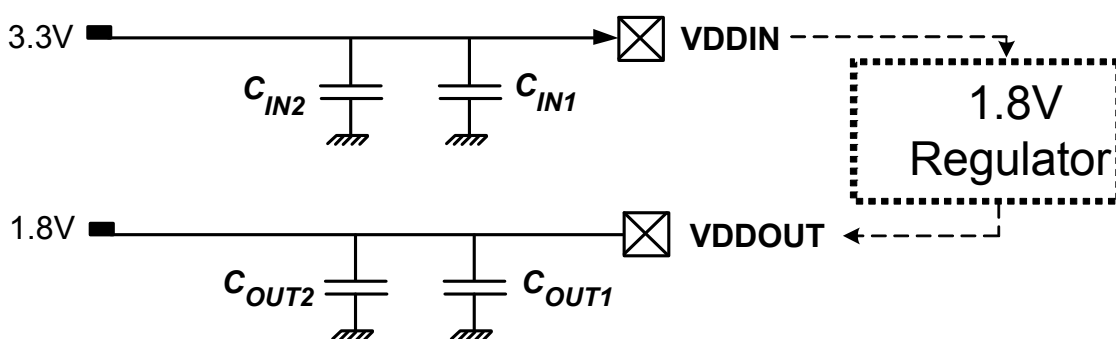 3.3V
VDDIN
C_IN2
C_IN1
1.8V
Regulator
1.8V
VDDOUT
C_OUT2
C_OUT1